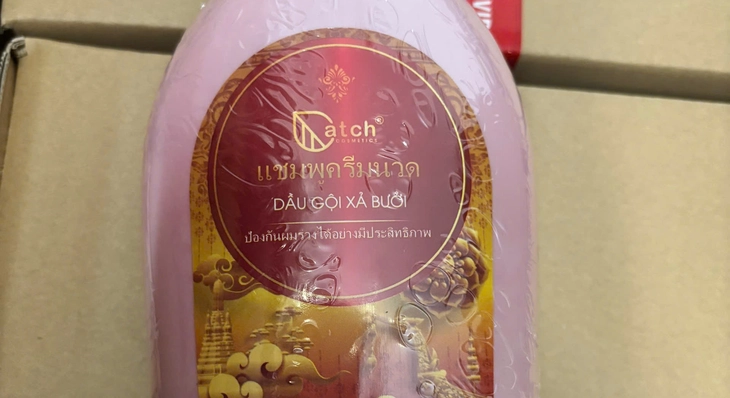 Datch®
COSMETICS
แชมพูครีมนวด
DẦU GỘI XẢ BƯỞI
ป้องกันผมร่วงได้อย่างมีประสิทธิภาพ